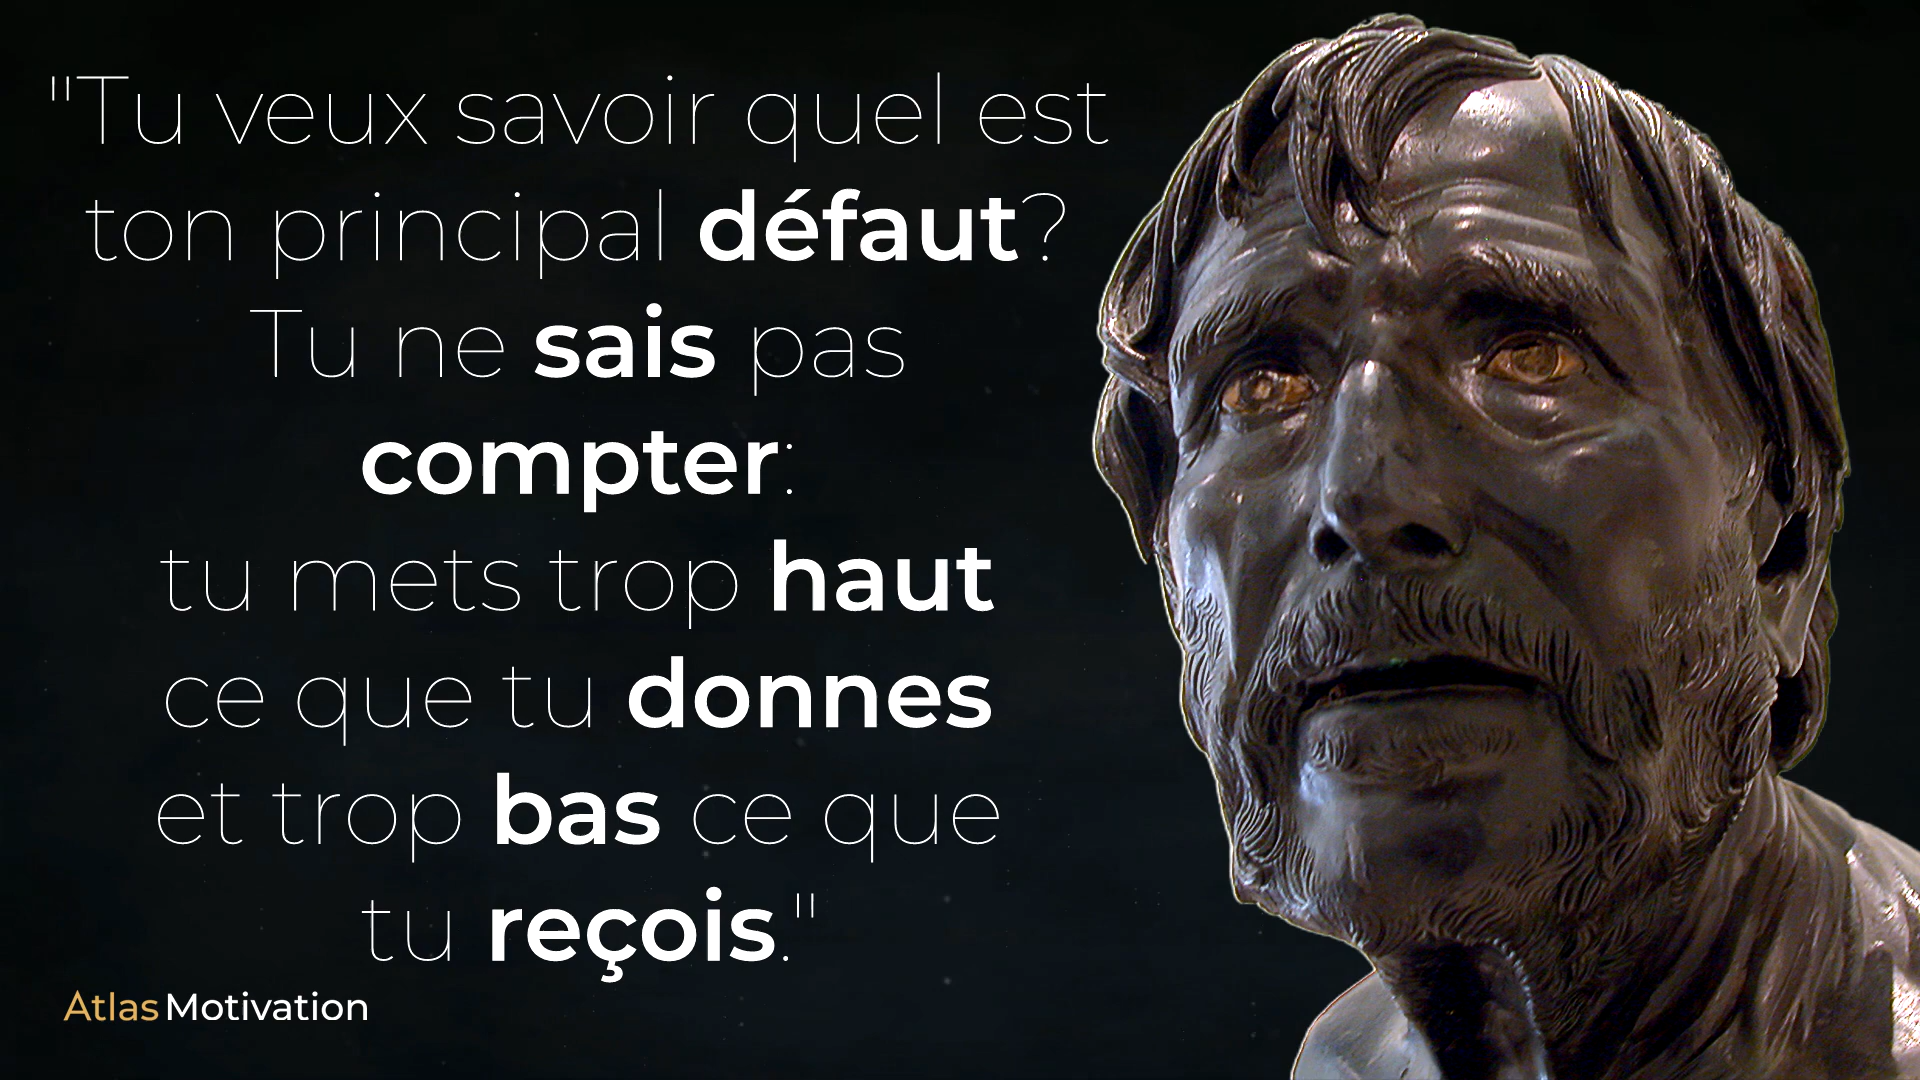 "Tu veux savoir quel est
ton principal défaut?
Tu ne sais pas
compter:
tu mets trop haut
ce que tu donnes
et trop bas ce que
tu reçois."
Atlas Motivation